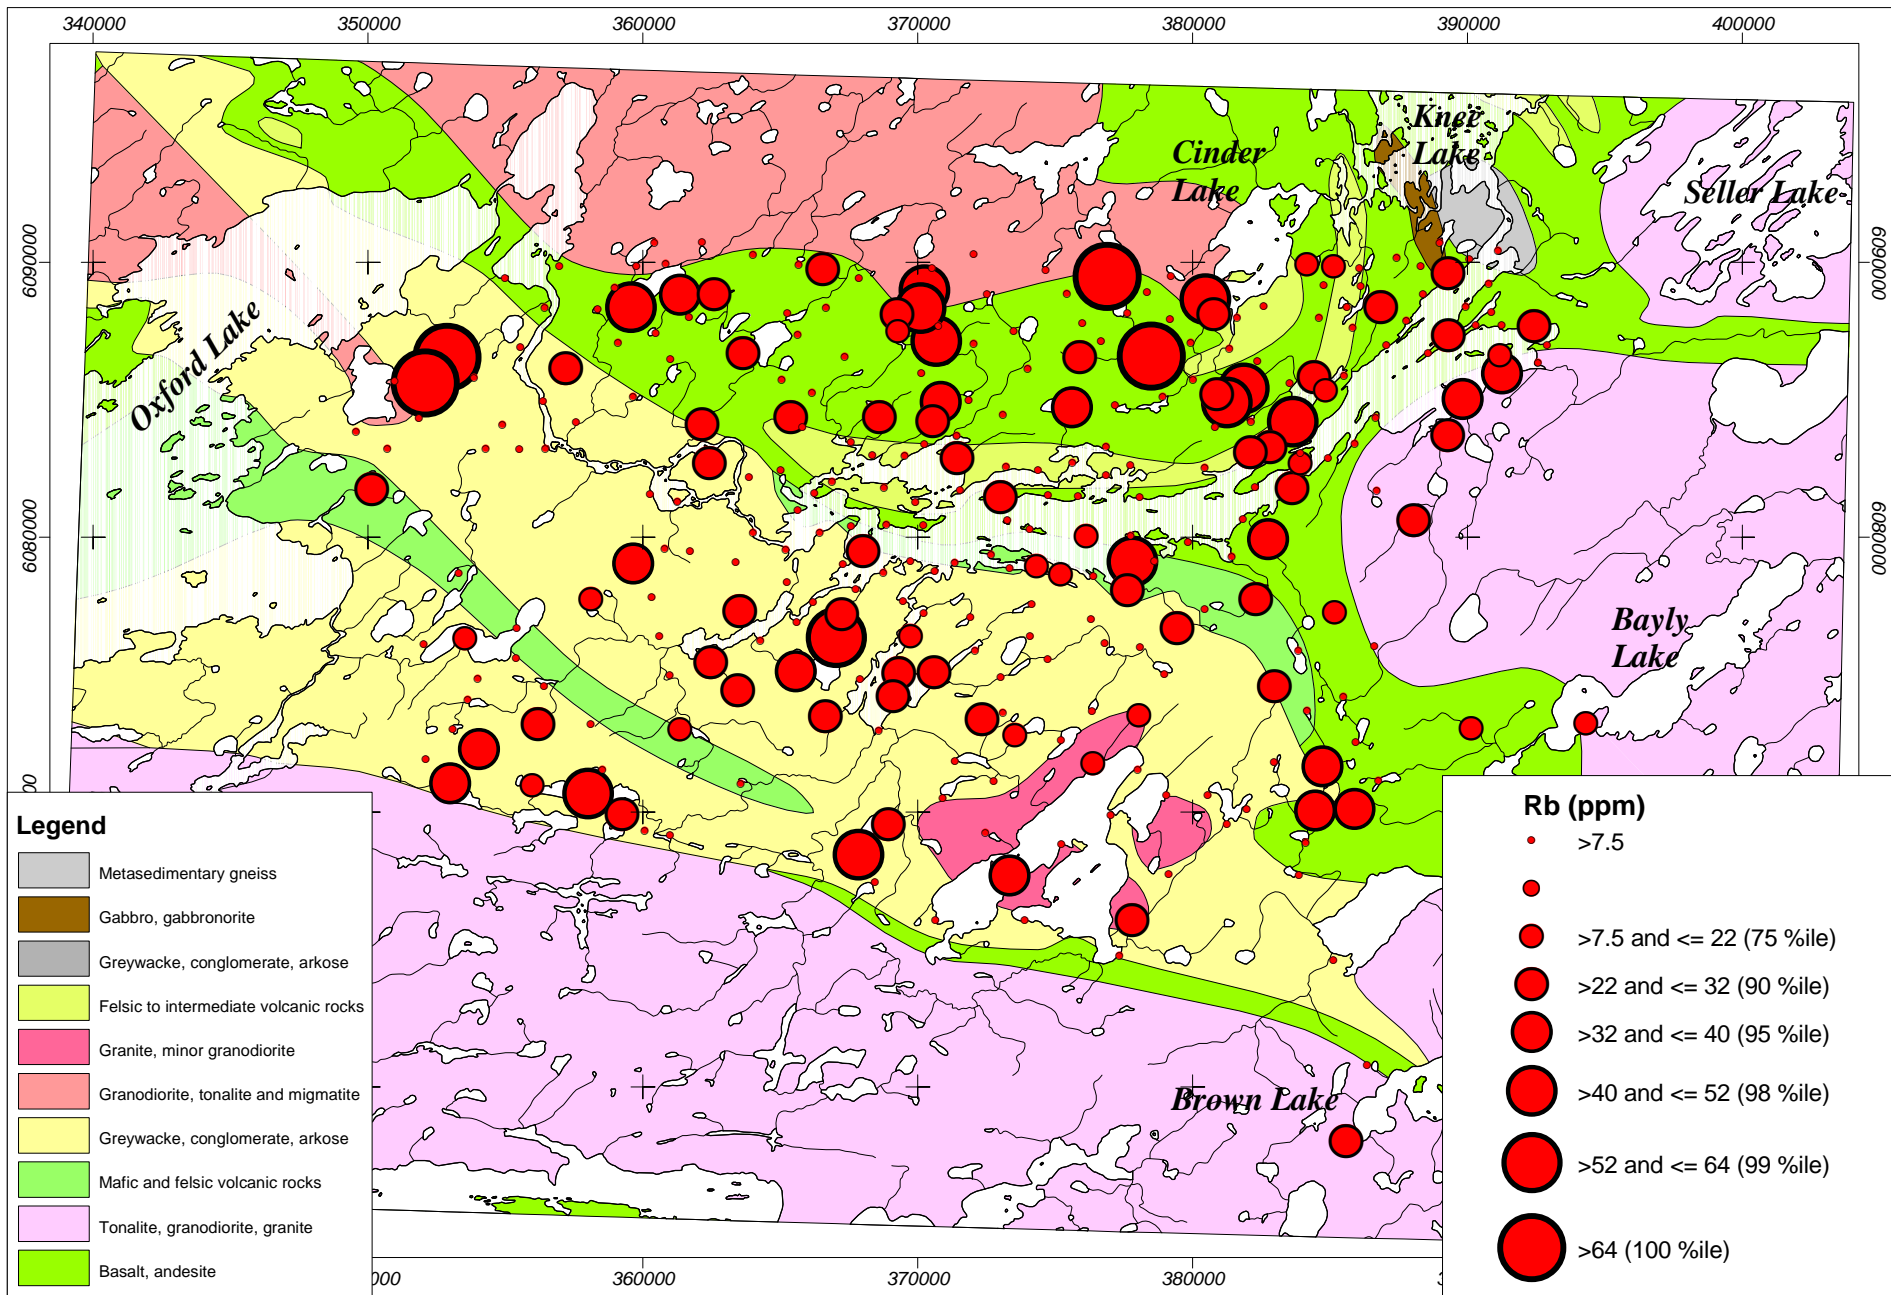 340000 350000 360000 370000 380000 390000 400000
Knee
Lake
Cinder
Lake
Seller Lake
6090000
6090000
Oxford Lake
6080000
6080000
Bayly
Lake
Brown Lake
Legend
Metasedimentary gneiss
Gabbro, gabbronorite
Greywacke, conglomerate, arkose
Felsic to intermediate volcanic rocks
Granite, minor granodiorite
Granodiorite, tonalite and migmatite
Greywacke, conglomerate, arkose
Mafic and felsic volcanic rocks
Tonalite, granodiorite, granite
Basalt, andesite
Rb (ppm)
>7.5
>7.5 and <= 22 (75 %ile)
>22 and <= 32 (90 %ile)
>32 and <= 40 (95 %ile)
>40 and <= 52 (98 %ile)
>52 and <= 64 (99 %ile)
>64 (100 %ile)
360000 370000 380000